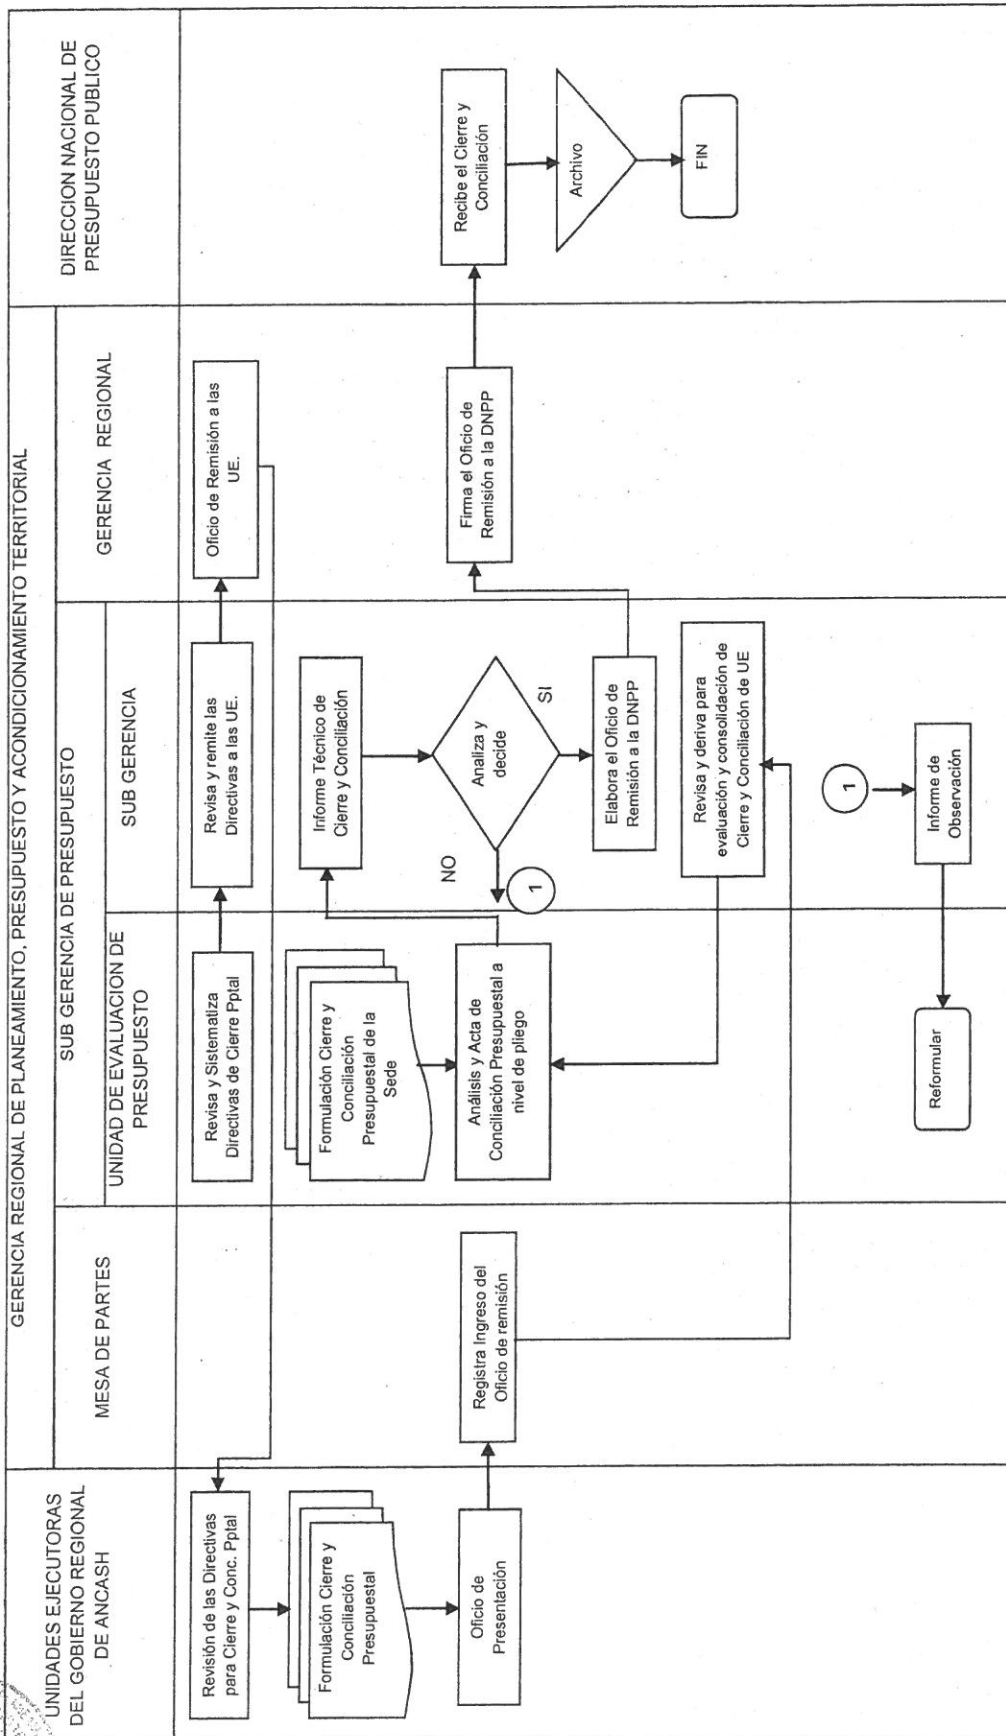 GERENCIA REGIONAL DE PLANEAMIENTO, PRESUPUESTO Y ACONDICIONAMIENTO TERRITORIAL
UNIDADES EJECUTORAS
DEL GOBIERNO REGIONAL
DE ANCASH
MESA DE PARTES
SUB GERENCIA DE PRESUPUESTO
UNIDAD DE EVALUACION DE
PRESUPUESTO
SUB GERENCIA
GERENCIA REGIONAL
DIRECCION NACIONAL DE
PRESUPUESTO PUBLICO
Revisión de las Directivas
para Cierre y Conc. Pptal
Formulación Cierre y
Conciliación
Presupuestal
Oficio de
Presentación
Registra Ingreso del
Oficio de remisión
Revisa y Sistematiza
Directivas de Cierre Pptal
Formulación Cierre y
Conciliación
Presupuestal de la
Sede
Análisis y Acta de
Conciliación Presupuestal a
nivel de pliego
Reformular
Revisa y remite las
Directivas a las UE.
Informe Técnico de
Cierre y Conciliación
Analiza y
decide
NO
SI
1
Elabora el Oficio de
Remisión a la DNPP
Revisa y deriva para
evaluación y consolidación de
Cierre y Conciliación de UE
1
Informe de
Observación
Oficio de Remisión a las
UE.
Firma el Oficio de
Remisión a la DNPP
Recibe el Cierre y
Conciliación
Archivo
FIN